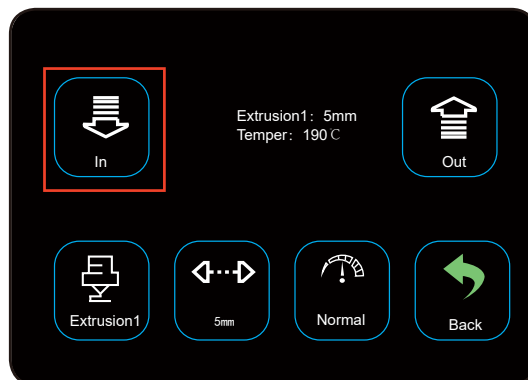 In
Extrusion1: 5mm
Temper: 190℃
Out
Extrusion1
5mm
Normal
Back